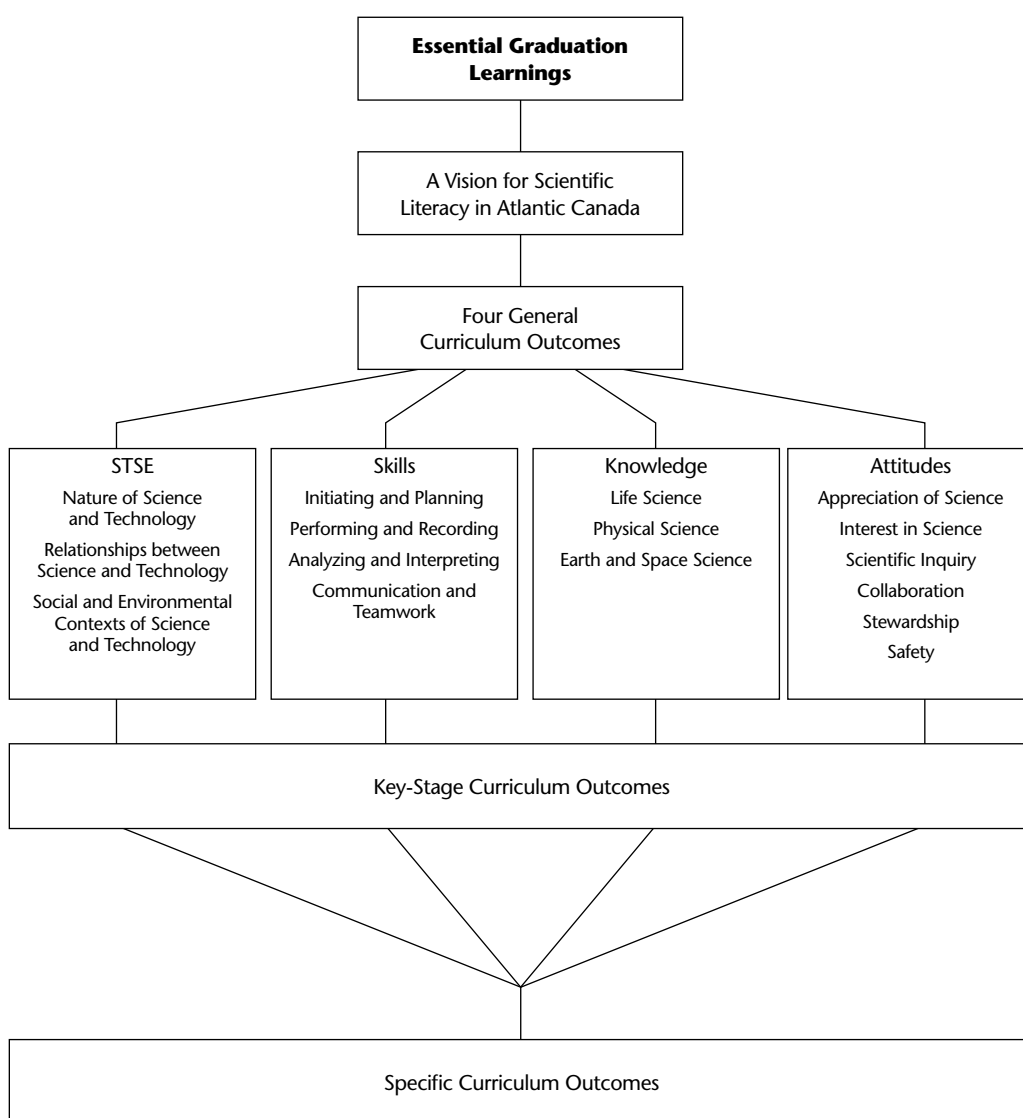 Essential Graduation
Learnings
A Vision for Scientific
Literacy in Atlantic Canada
Four General
Curriculum Outcomes
STSE
Nature of Science
and Technology
Relationships between
Science and Technology
Social and Environmental
Contexts of Science
and Technology
Skills
Initiating and Planning
Performing and Recording
Analyzing and Interpreting
Communication and
Teamwork
Knowledge
Life Science
Physical Science
Earth and Space Science
Attitudes
Appreciation of Science
Interest in Science
Scientific Inquiry
Collaboration
Stewardship
Safety
Key-Stage Curriculum Outcomes
Specific Curriculum Outcomes